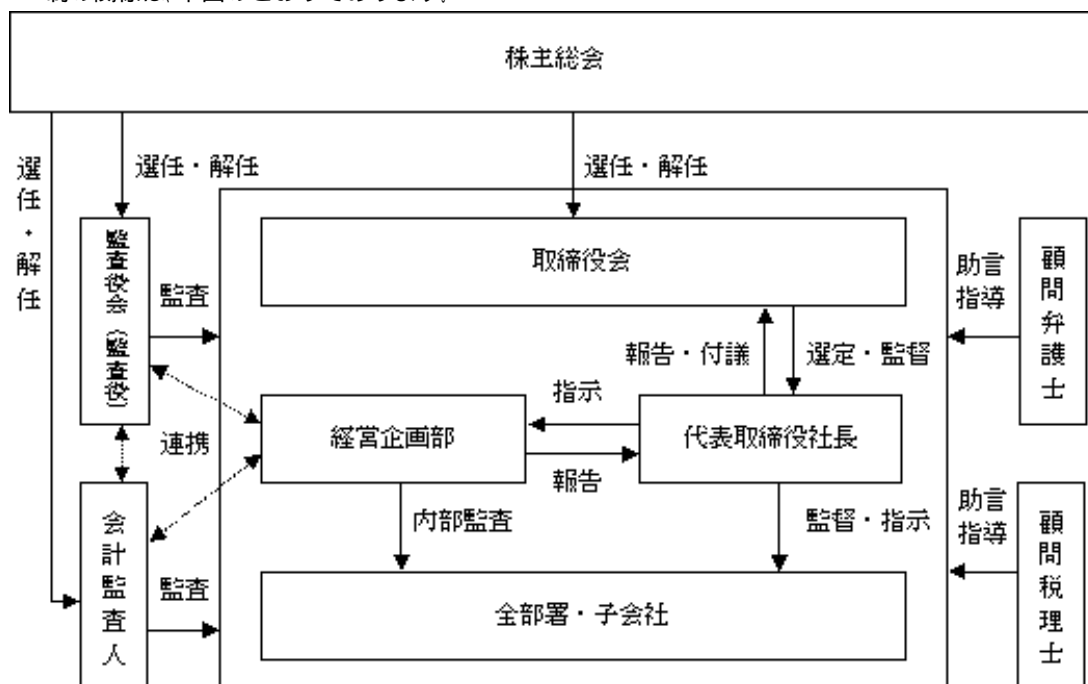 株主総会
選任・解任
選任・解任
選任・解任
監査役会（監査役）
監査
取締役会
助言
指導
顧問弁護士
報告・付議
選定・監督
指示
経営企画部
代表取締役社長
連携
報告
内部監査
監督・指示
助言
指導
顧問税理士
会計監査人
監査
全部署・子会社